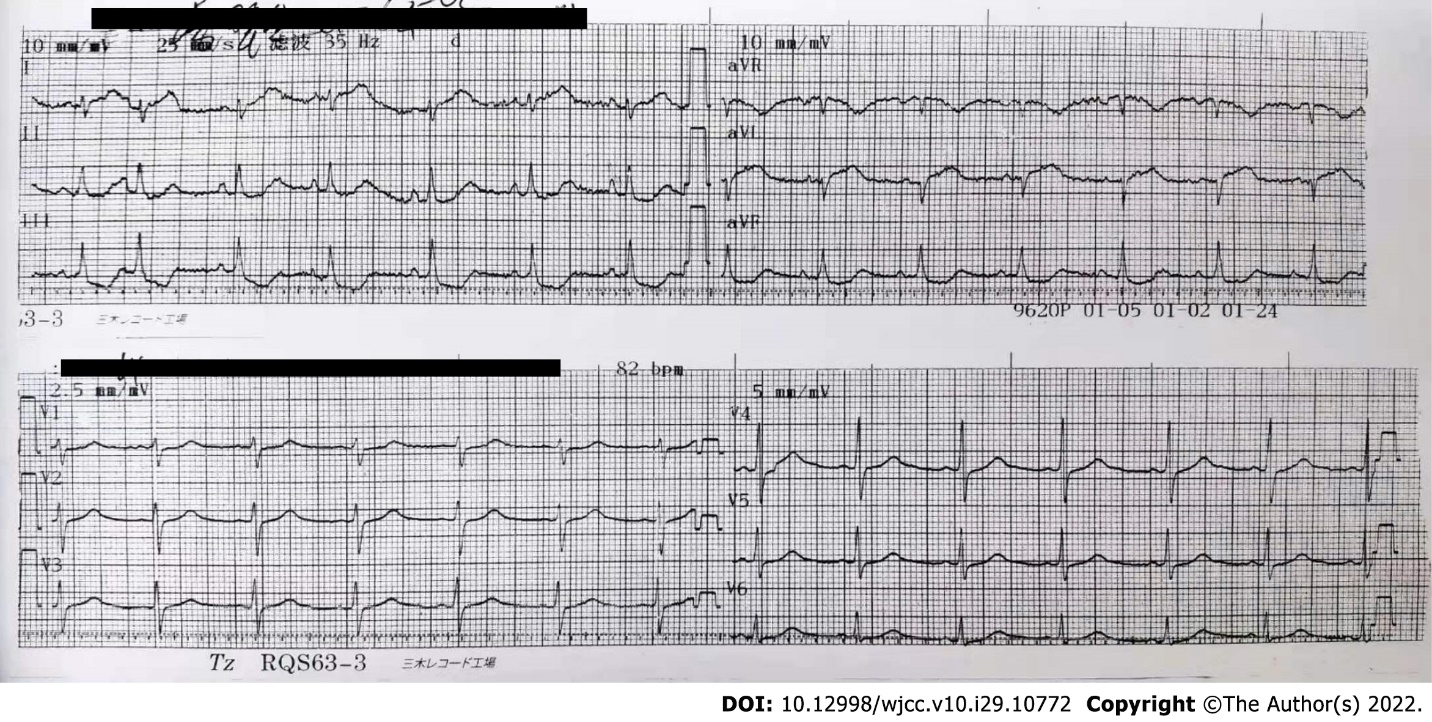 10 mm/mV 25 mm/s 滤波 35 Hz d 10 mm/mV
I aVR
II aVL
III aVF
9620P 01-05 01-02 01-24
63-3 三木レコード工場
82 bpm
2.5 mm/mV 5 mm/mV
V1 V4
V2 V5
V3 V6
Tz RQS63-3 三木レコード工場
DOI: 10.12998/wjcc.v10.i29.10772 Copyright ©The Author(s) 2022.